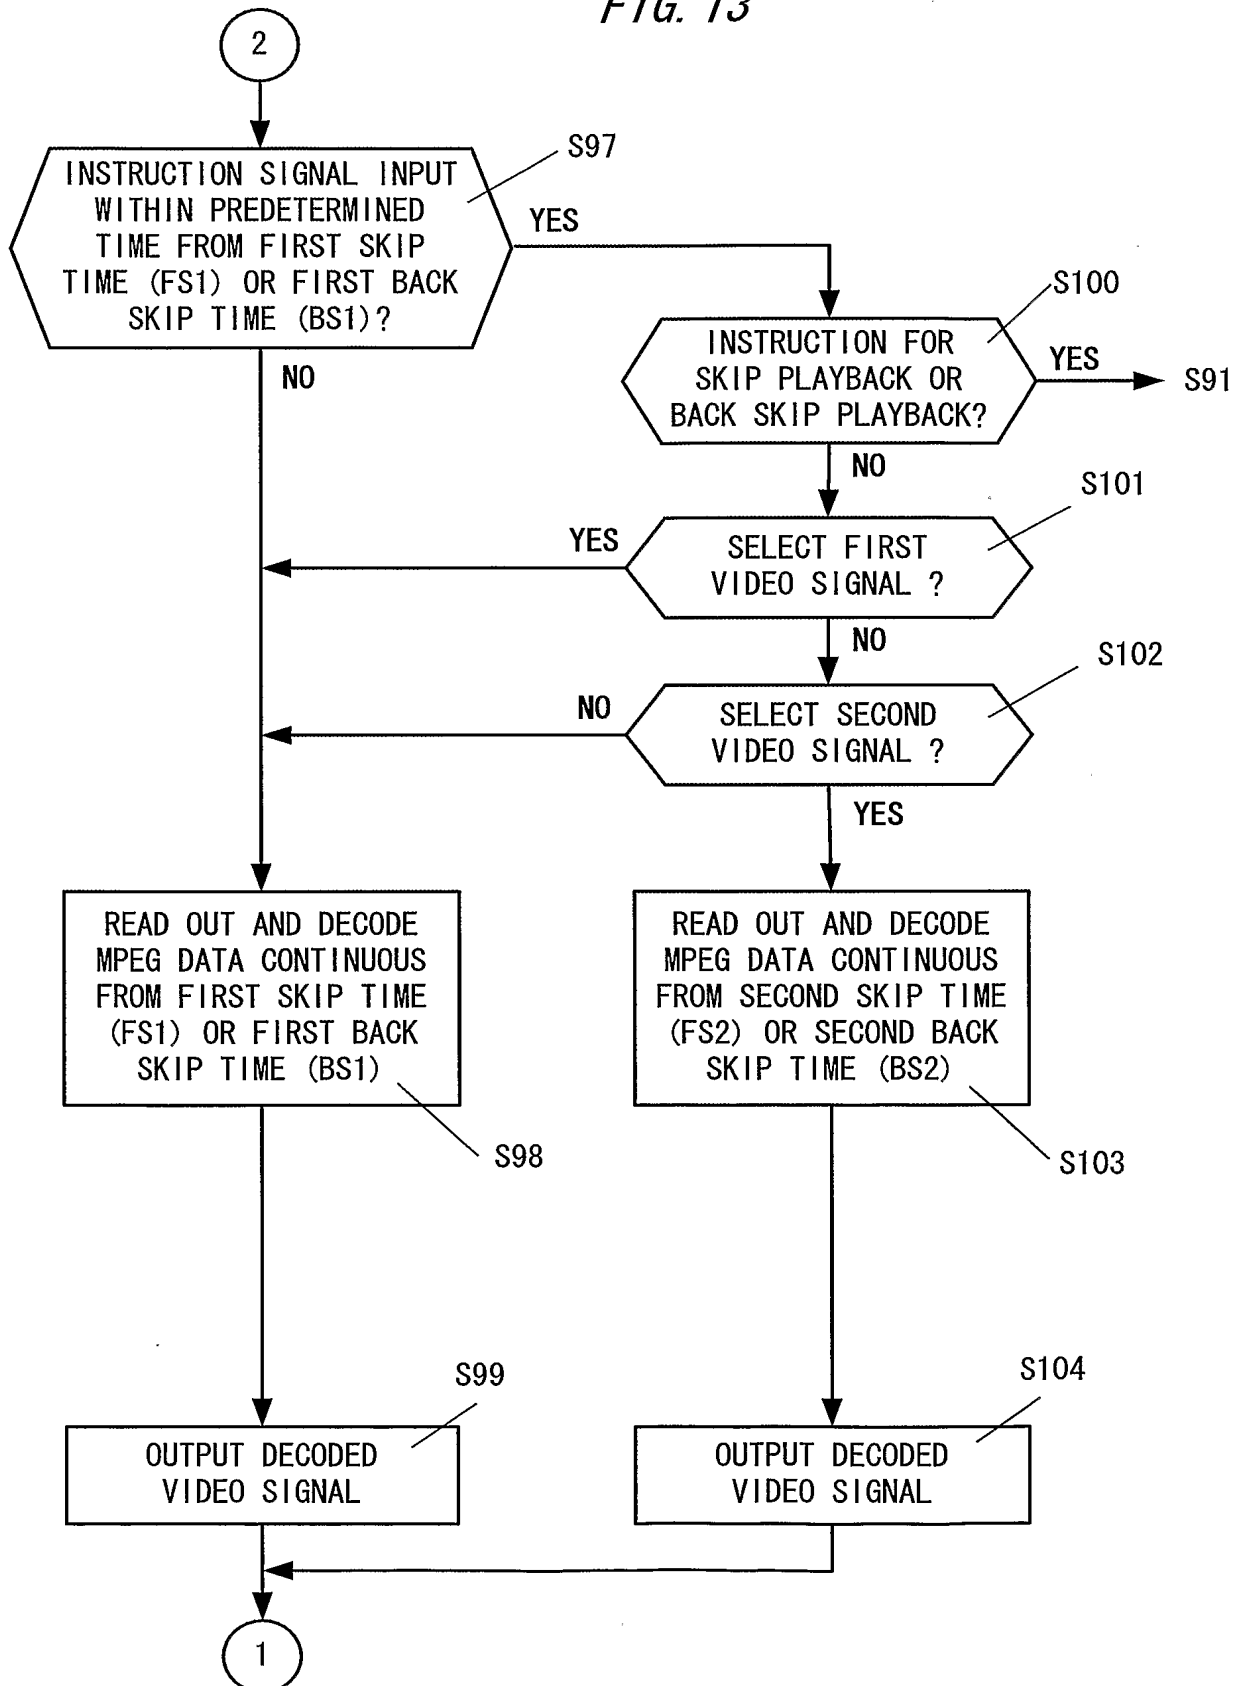 FIG. 13
2
S97
INSTRUCTION SIGNAL INPUT
WITHIN PREDETERMINED
TIME FROM FIRST SKIP
TIME (FS1) OR FIRST BACK
SKIP TIME (BS1)?
YES
NO
S100
INSTRUCTION FOR
SKIP PLAYBACK OR
BACK SKIP PLAYBACK?
YES
S91
NO
S101
YES
SELECT FIRST
VIDEO SIGNAL ?
NO
S102
NO
SELECT SECOND
VIDEO SIGNAL ?
YES
READ OUT AND DECODE
MPEG DATA CONTINUOUS
FROM FIRST SKIP TIME
(FS1) OR FIRST BACK
SKIP TIME (BS1)
S98
READ OUT AND DECODE
MPEG DATA CONTINUOUS
FROM SECOND SKIP TIME
(FS2) OR SECOND BACK
SKIP TIME (BS2)
S103
S99
OUTPUT DECODED
VIDEO SIGNAL
S104
OUTPUT DECODED
VIDEO SIGNAL
1